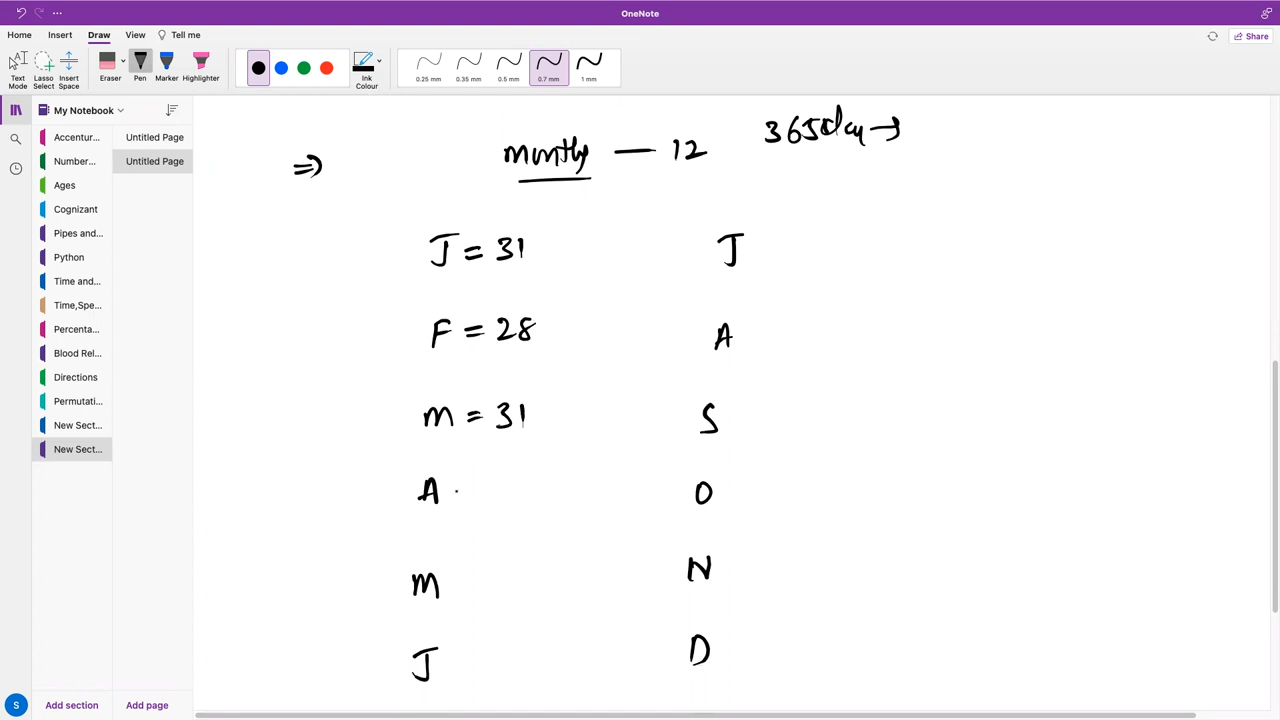 OneNote
Home Insert Draw View Tell me
Share
Text Mode
Lasso Select
Insert Space
Eraser
Pen
Marker
Highlighter
Ink Colour
0.25 mm
0.35 mm
0.5 mm
0.7 mm
1 mm
My Notebook
Accentur...
Number...
Ages
Cognizant
Pipes and...
Python
Time and...
Time,Spe...
Percenta...
Blood Rel...
Directions
Permutati...
New Sect...
New Sect...
Untitled Page
Untitled Page
⇒ months — 12 365 day →
J = 31
F = 28
M = 31
A
M
J
J
A
S
O
N
D
S
Add section
Add page